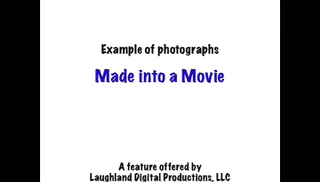 Example of photographs
Made into a Movie
A feature offered by
Laughland Digital Productions, LLC